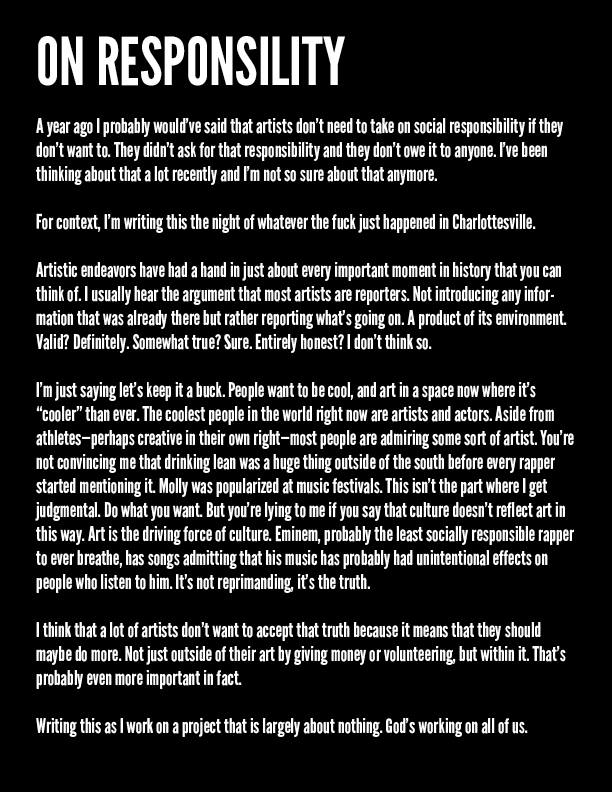 ON RESPONSILITY
A year ago I probably would've said that artists don't need to take on social responsibility if they
don't want to. They didn't ask for that responsibility and they don't owe it to anyone. I've been
thinking about that a lot recently and I'm not so sure about that anymore.
For context, I'm writing this the night of whatever the fuck just happened in Charlottesville.
Artistic endeavors have had a hand in just about every important moment in history that you can
think of. I usually hear the argument that most artists are reporters. Not introducing any infor-
mation that was already there but rather reporting what's going on. A product of its environment.
Valid? Definitely. Somewhat true? Sure. Entirely honest? I don't think so.
I'm just saying let's keep it a buck. People want to be cool, and art in a space now where it's
“cooler” than ever. The coolest people in the world right now are artists and actors. Aside from
athletes—perhaps creative in their own right—most people are admiring some sort of artist. You're
not convincing me that drinking lean was a huge thing outside of the south before every rapper
started mentioning it. Molly was popularized at music festivals. This isn't the part where I get
judgmental. Do what you want. But you're lying to me if you say that culture doesn't reflect art in
this way. Art is the driving force of culture. Eminem, probably the least socially responsible rapper
to ever breathe, has songs admitting that his music has probably had unintentional effects on
people who listen to him. It's not reprimanding, it's the truth.
I think that a lot of artists don't want to accept that truth because it means that they should
maybe do more. Not just outside of their art by giving money or volunteering, but within it. That's
probably even more important in fact.
Writing this as I work on a project that is largely about nothing. God's working on all of us.